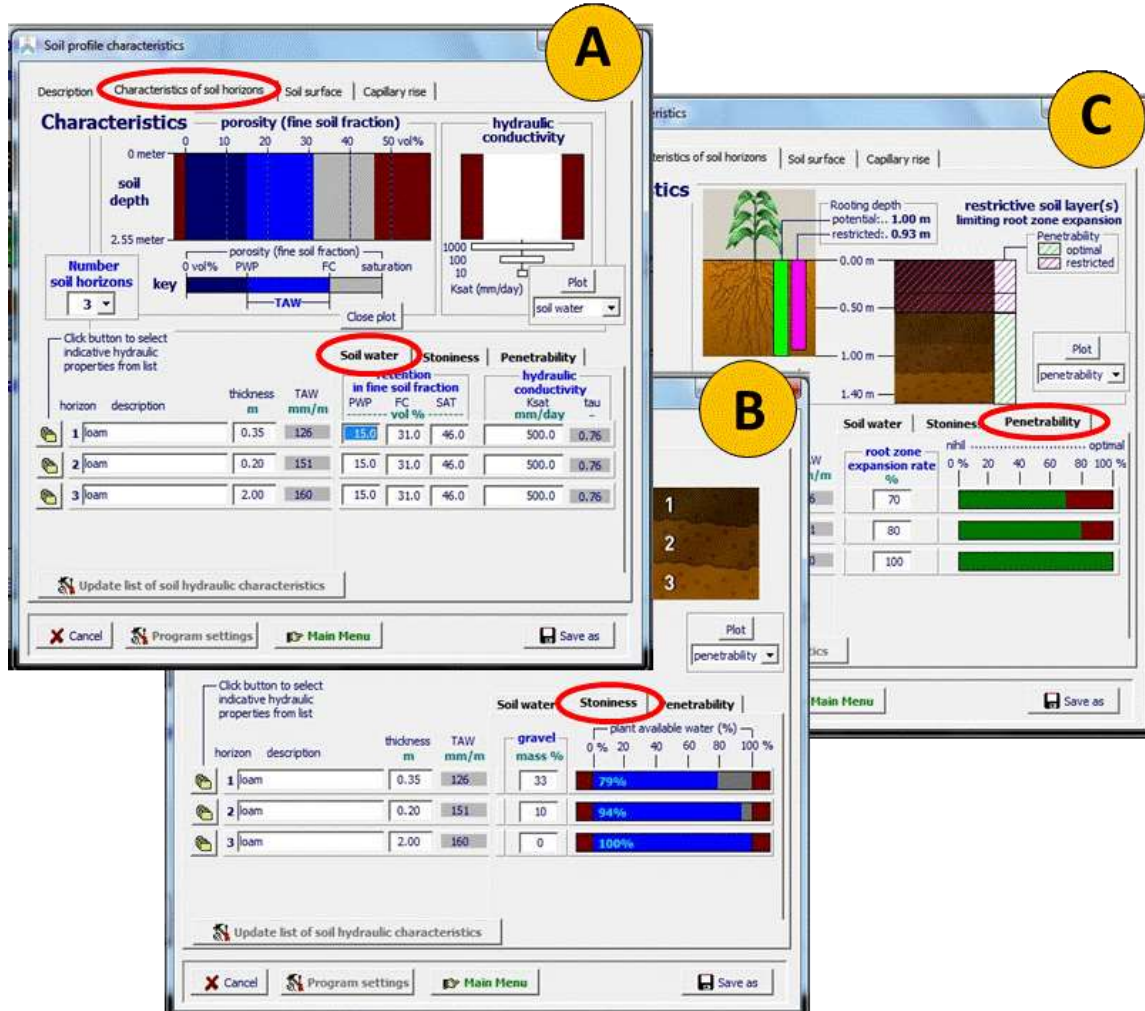 Soil profile characteristics
A
Description Characteristics of soil horizons Soil surface Capillary rise
Characteristics
porosity (fine soil fraction)
0 10 20 30 40 50 vol%
hydraulic
conductivity
0 meter
soil
depth
2.55 meter
porosity (fine soil fraction)
0 vol% PWP FC saturation
key
TAW
1000
100
10
Ksat (mm/day)
Number
soil horizons
3
Plot
soil water
Close plot
Click button to select
indicative hydraulic
properties from list
Soil water Stoniness Penetrability
retention
in fine soil fraction
hydraulic
conductivity
horizon description thickness TAW PWP FC SAT Ksat tau
m mm/m vol % mm/day
1 loam 0.35 126 15.0 31.0 46.0 500.0 0.76
2 loam 0.20 151 15.0 31.0 46.0 500.0 0.76
3 loam 2.00 160 15.0 31.0 46.0 500.0 0.76
Update list of soil hydraulic characteristics
Cancel Program settings Main Menu Save as
B
1
2
3
Plot
penetrability
Click button to select
indicative hydraulic
properties from list
Soil water Stoniness Penetrability
gravel plant available water (%)
horizon description thickness TAW mass % 0 % 20 40 60 80 100 %
m mm/m
1 loam 0.35 126 33 79%
2 loam 0.20 151 10 94%
3 loam 2.00 160 0 100%
Update list of soil hydraulic characteristics
Cancel Program settings Main Menu Save as
C
eristics
teristics of soil horizons Soil surface Capillary rise
tics
Rooting depth
potential:.. 1.00 m
restricted:. 0.93 m
restrictive soil layer(s)
limiting root zone expansion
Penetrability
optimal
restricted
0.00 m
0.50 m
1.00 m
1.40 m
Plot
penetrability
Soil water Stoniness Penetrability
root zone
expansion rate
%
nihil optimal
0 % 20 40 60 80 100 %
70
80
100
tics
Main Menu Save as